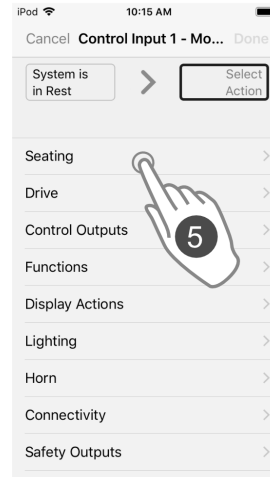 iPod 10:15 AM
Cancel Control Input 1 - Mo... Done
System is
in Rest
Select
Action
Seating
Drive
Control Outputs
5
Functions
Display Actions
Lighting
Horn
Connectivity
Safety Outputs